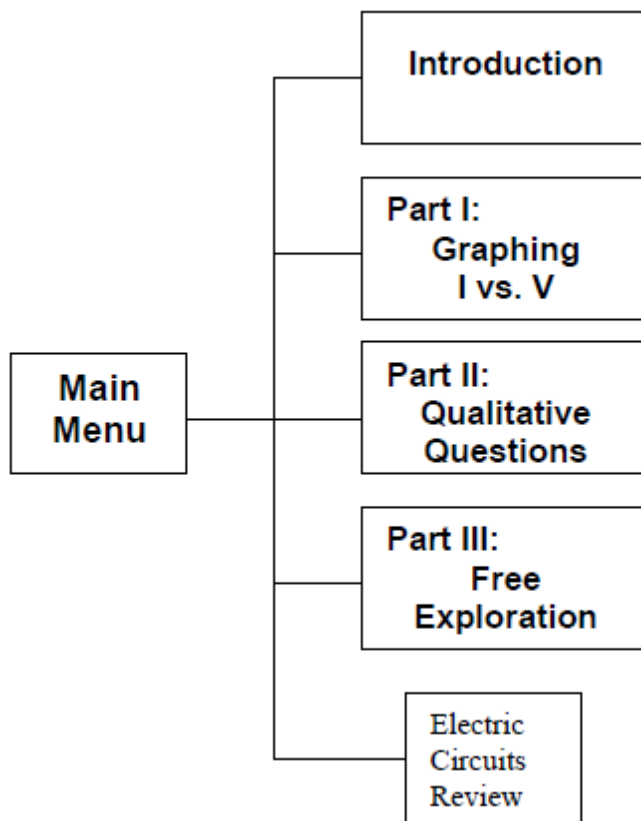 Introduction
Part I:
Graphing
I vs. V
Main
Menu
Part II:
Qualitative
Questions
Part III:
Free
Exploration
Electric
Circuits
Review